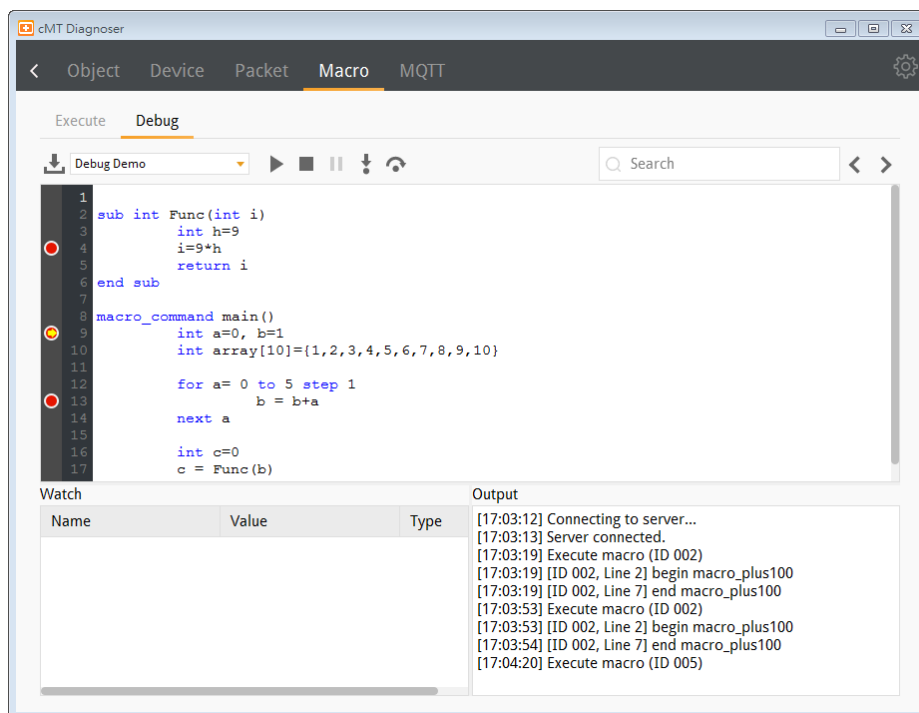 cMT Diagnoser
Object Device Packet Macro MQTT
Execute Debug
Debug Demo Search
1
2 sub int Func(int i)
3 int h=9
4 i=9*h
5 return i
6 end sub
7
8 macro_command main()
9 int a=0, b=1
10 int array[10]={1,2,3,4,5,6,7,8,9,10}
11
12 for a= 0 to 5 step 1
13 b = b+a
14 next a
15
16 int c=0
17 c = Func(b)
Watch
Name Value Type
Output
[17:03:12] Connecting to server...
[17:03:13] Server connected.
[17:03:19] Execute macro (ID 002)
[17:03:19] [ID 002, Line 2] begin macro_plus100
[17:03:19] [ID 002, Line 7] end macro_plus100
[17:03:53] Execute macro (ID 002)
[17:03:53] [ID 002, Line 2] begin macro_plus100
[17:03:54] [ID 002, Line 7] end macro_plus100
[17:04:20] Execute macro (ID 005)